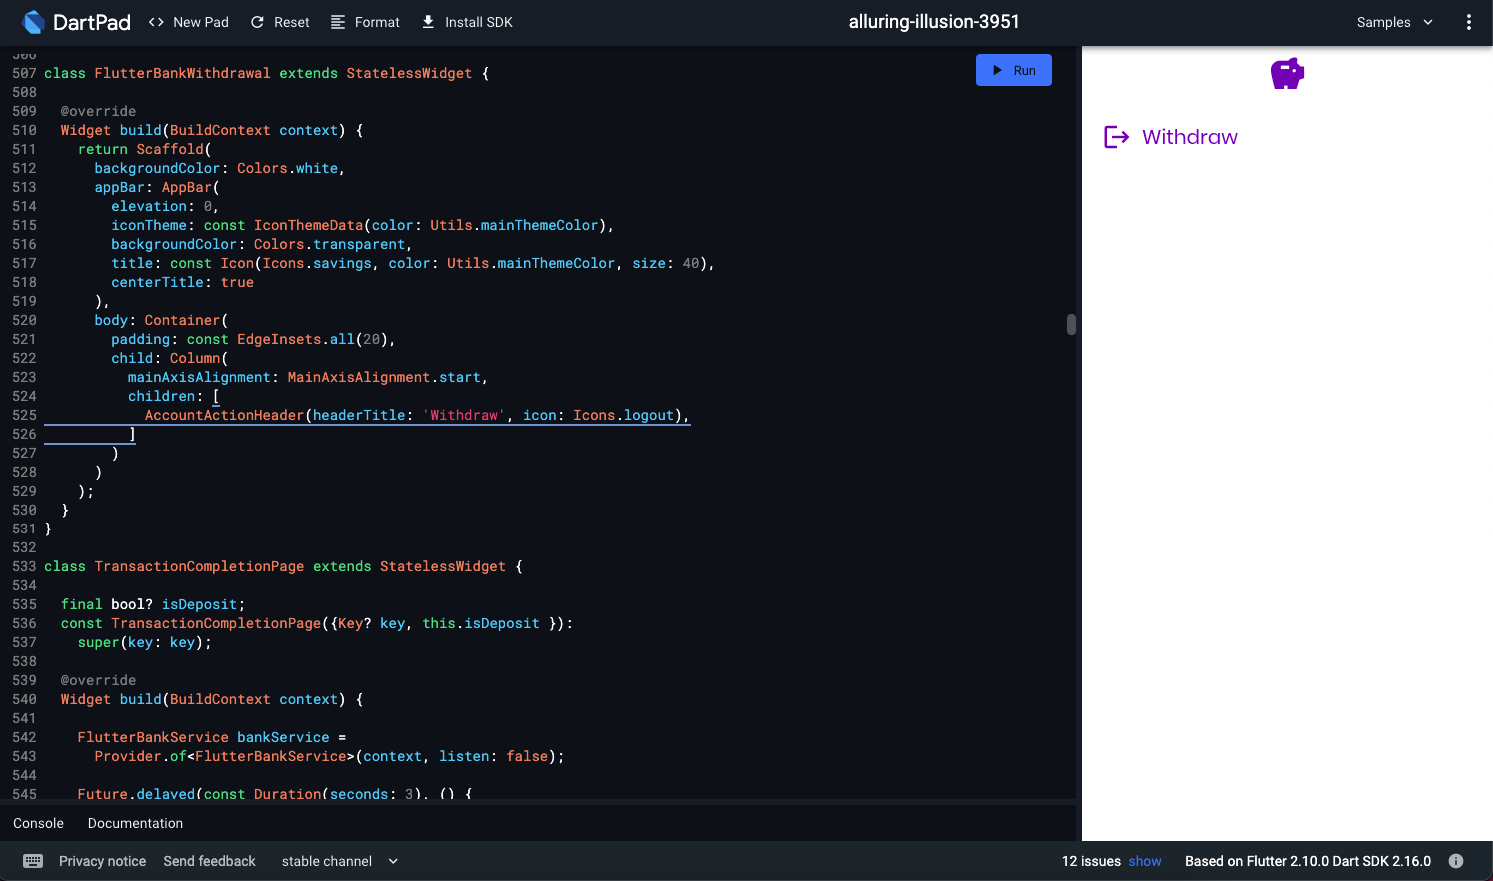 DartPad
New Pad
Reset
Format
Install SDK
alluring-illusion-3951
Samples
506
507 class FlutterBankWithdrawal extends StatelessWidget {
508
509   @override
510   Widget build(BuildContext context) {
511     return Scaffold(
512       backgroundColor: Colors.white,
513       appBar: AppBar(
514         elevation: 0,
515         iconTheme: const IconThemeData(color: Utils.mainThemeColor),
516         backgroundColor: Colors.transparent,
517         title: const Icon(Icons.savings, color: Utils.mainThemeColor, size: 40),
518         centerTitle: true
519       ),
520       body: Container(
521         padding: const EdgeInsets.all(20),
522         child: Column(
523           mainAxisAlignment: MainAxisAlignment.start,
524           children: [
525             AccountActionHeader(headerTitle: 'Withdraw', icon: Icons.logout),
526           ]
527         )
528       )
529     );
530   }
531 }
532
533 class TransactionCompletionPage extends StatelessWidget {
534
535   final bool? isDeposit;
536   const TransactionCompletionPage({Key? key, this.isDeposit }):
537     super(key: key);
538
539   @override
540   Widget build(BuildContext context) {
541
542     FlutterBankService bankService =
543       Provider.of<FlutterBankService>(context, listen: false);
544
545     Future.delayed(const Duration(seconds: 3), () {
Run
Withdraw
Console
Documentation
Privacy notice
Send feedback
stable channel
12 issues show
Based on Flutter 2.10.0 Dart SDK 2.16.0